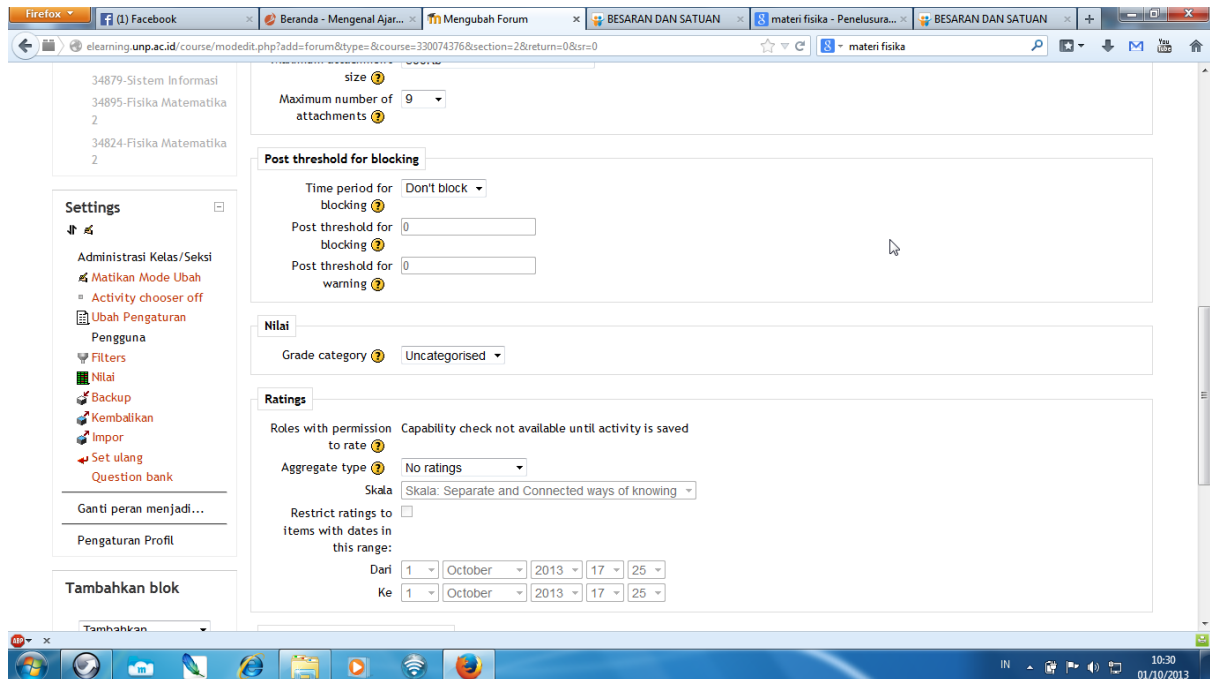 Firefox
(1) Facebook
Beranda - Mengenal Ajar...
Mengubah Forum
BESARAN DAN SATUAN
materi fisika - Penelusura...
BESARAN DAN SATUAN
elearning.unp.ac.id/course/modedit.php?add=forum&type=&course=330074376&section=2&return=0&sr=0
materi fisika
34879-Sistem Informasi
34895-Fisika Matematika
2
34824-Fisika Matematika
2
Settings
Administrasi Kelas/Seksi
Matikan Mode Ubah
Activity chooser off
Ubah Pengaturan
Pengguna
Filters
Nilai
Backup
Kembalikan
Impor
Set ulang
Question bank
Ganti peran menjadi...
Pengaturan Profil
Tambahkan blok
Tambahkan...
size
Maximum number of 9
attachments
Post threshold for blocking
Time period for Don't block
blocking
Post threshold for 0
blocking
Post threshold for 0
warning
Nilai
Grade category Uncategorised
Ratings
Roles with permission Capability check not available until activity is saved
to rate
Aggregate type No ratings
Skala Skala: Separate and Connected ways of knowing
Restrict ratings to
items with dates in
this range:
Dari 1 October 2013 17 25
Ke 1 October 2013 17 25
ABP
IN
10:30
01/10/2013